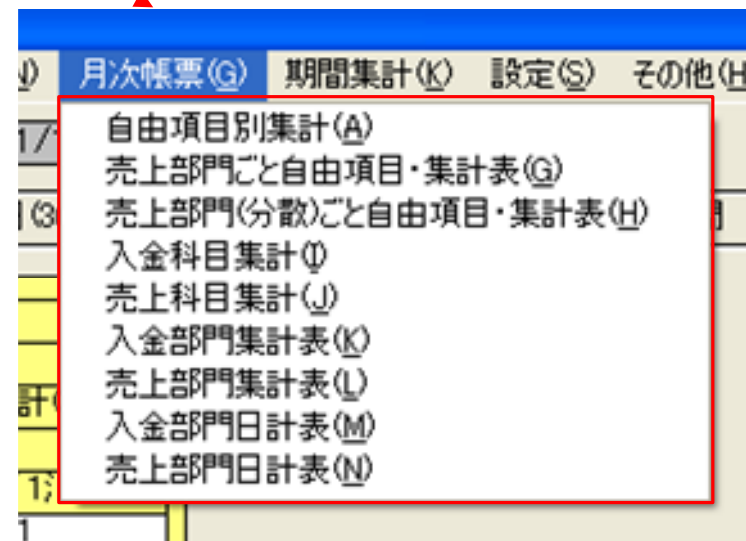 月次帳票(G) 期間集計(K) 設定(S) その他(H
自由項目別集計(A)
売上部門ごと自由項目・集計表(G)
売上部門(分散)ごと自由項目・集計表(H)
入金科目集計(I)
売上科目集計(J)
入金部門集計表(K)
売上部門集計表(L)
入金部門日計表(M)
売上部門日計表(N)